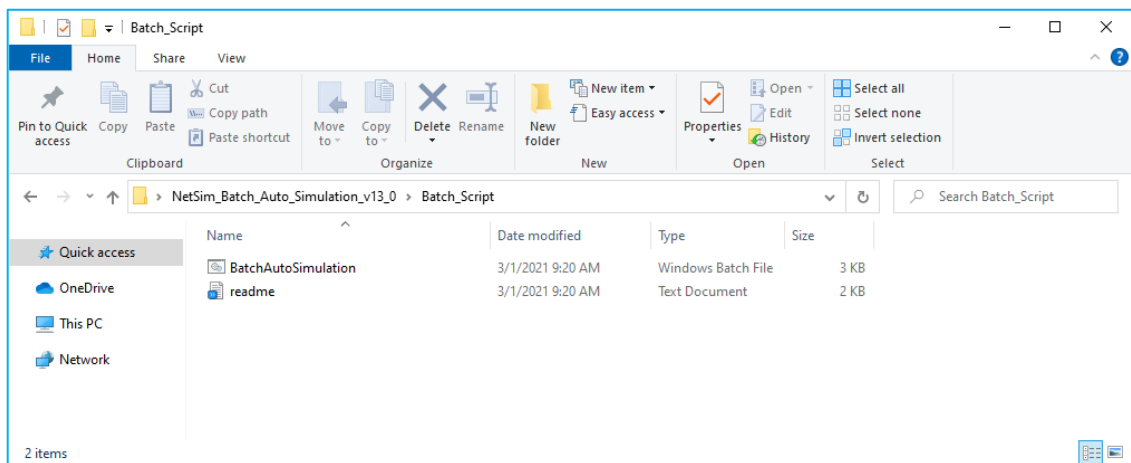 Batch_Script
File Home Share View
Pin to Quick access
Copy
Paste
Cut
Copy path
Paste shortcut
Clipboard
Move to
Copy to
Delete
Rename
Organize
New folder
New item
Easy access
New
Properties
Open
Edit
History
Open
Select all
Select none
Invert selection
Select
NetSim_Batch_Auto_Simulation_v13_0 > Batch_Script
Search Batch_Script
Quick access
OneDrive
This PC
Network
Name Date modified Type Size
BatchAutoSimulation 3/1/2021 9:20 AM Windows Batch File 3 KB
readme 3/1/2021 9:20 AM Text Document 2 KB
2 items